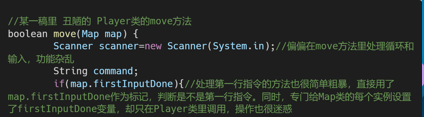 //某一稿里 丑陋的 Player类的move方法
boolean move(Map map) {
Scanner scanner=new Scanner(System.in);//偏偏在move方法里处理循环和
输入，功能杂乱
String command;
if(map.firstInputDone){//处理第一行指令的方法也很简单粗暴，直接用了
map.firstInputDone作为标记，判断是不是第一行指令。同时，专门给Map类的每个实例设置
了firstInputDone变量，却只在Player类里调用，操作也很迷惑